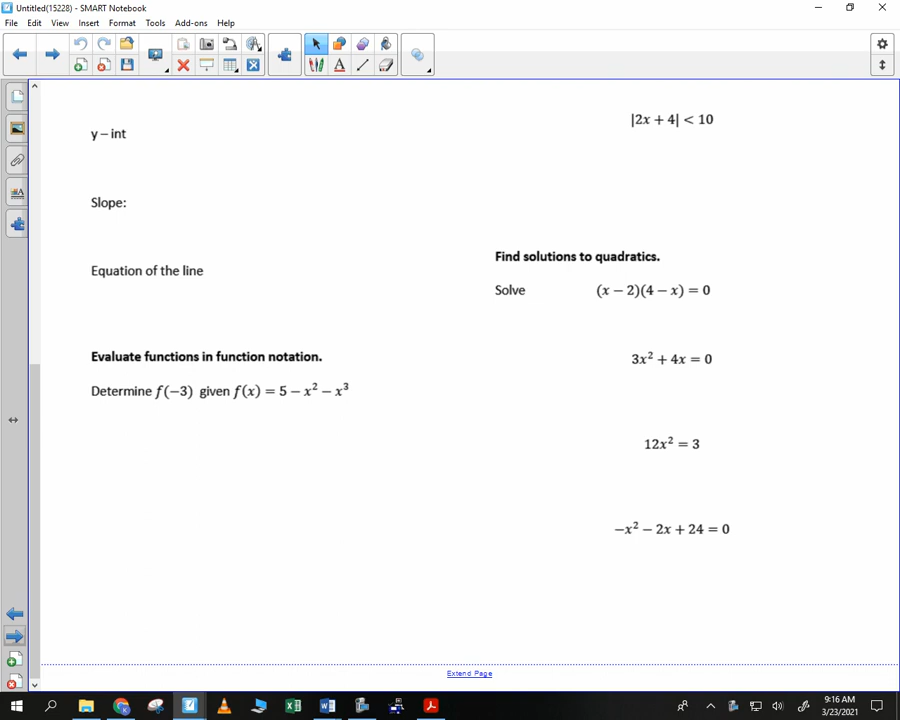 Untitled(15228) - SMART Notebook
File Edit View Insert Format Tools Add-ons Help
y – int
Slope:
Equation of the line
Evaluate functions in function notation.
Determine f(−3) given f(x) = 5 − x² − x³
|2x + 4| < 10
Find solutions to quadratics.
Solve (x − 2)(4 − x) = 0
3x² + 4x = 0
12x² = 3
−x² − 2x + 24 = 0
Extend Page
9:16 AM
3/23/2021